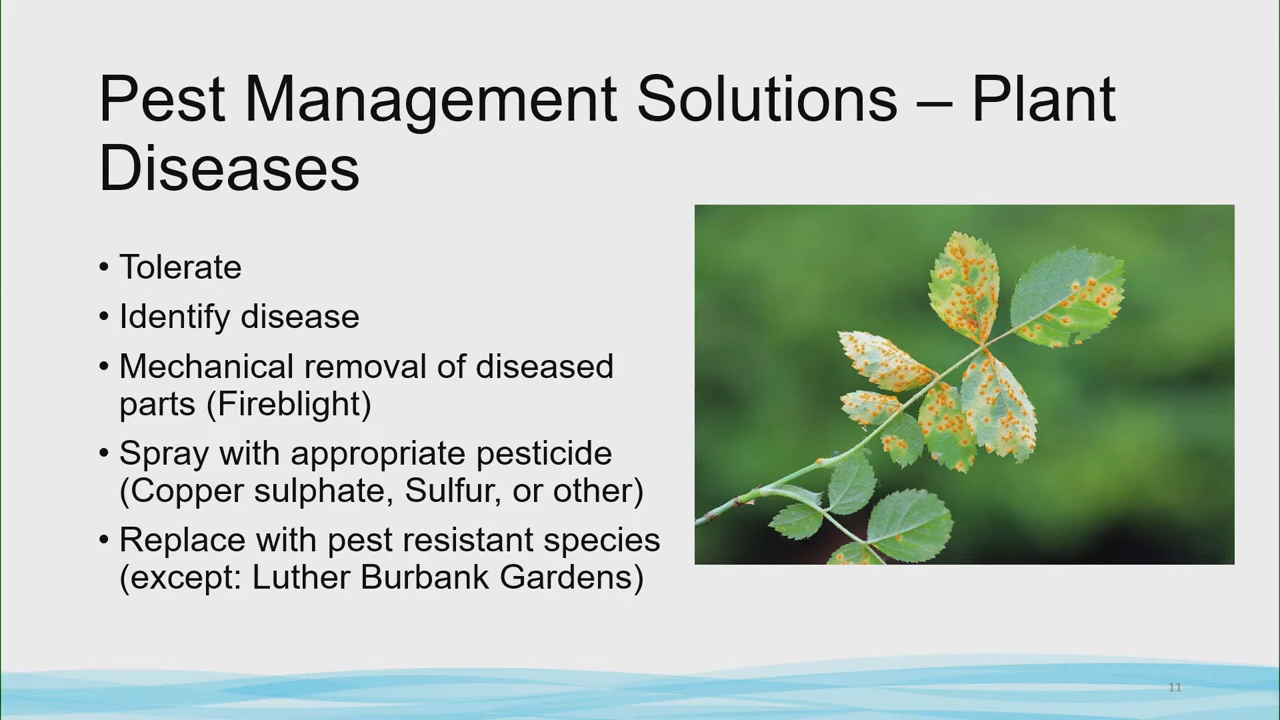 Pest Management Solutions – Plant
Diseases
• Tolerate
• Identify disease
• Mechanical removal of diseased
parts (Fireblight)
• Spray with appropriate pesticide
(Copper sulphate, Sulfur, or other)
• Replace with pest resistant species
(except: Luther Burbank Gardens)
11